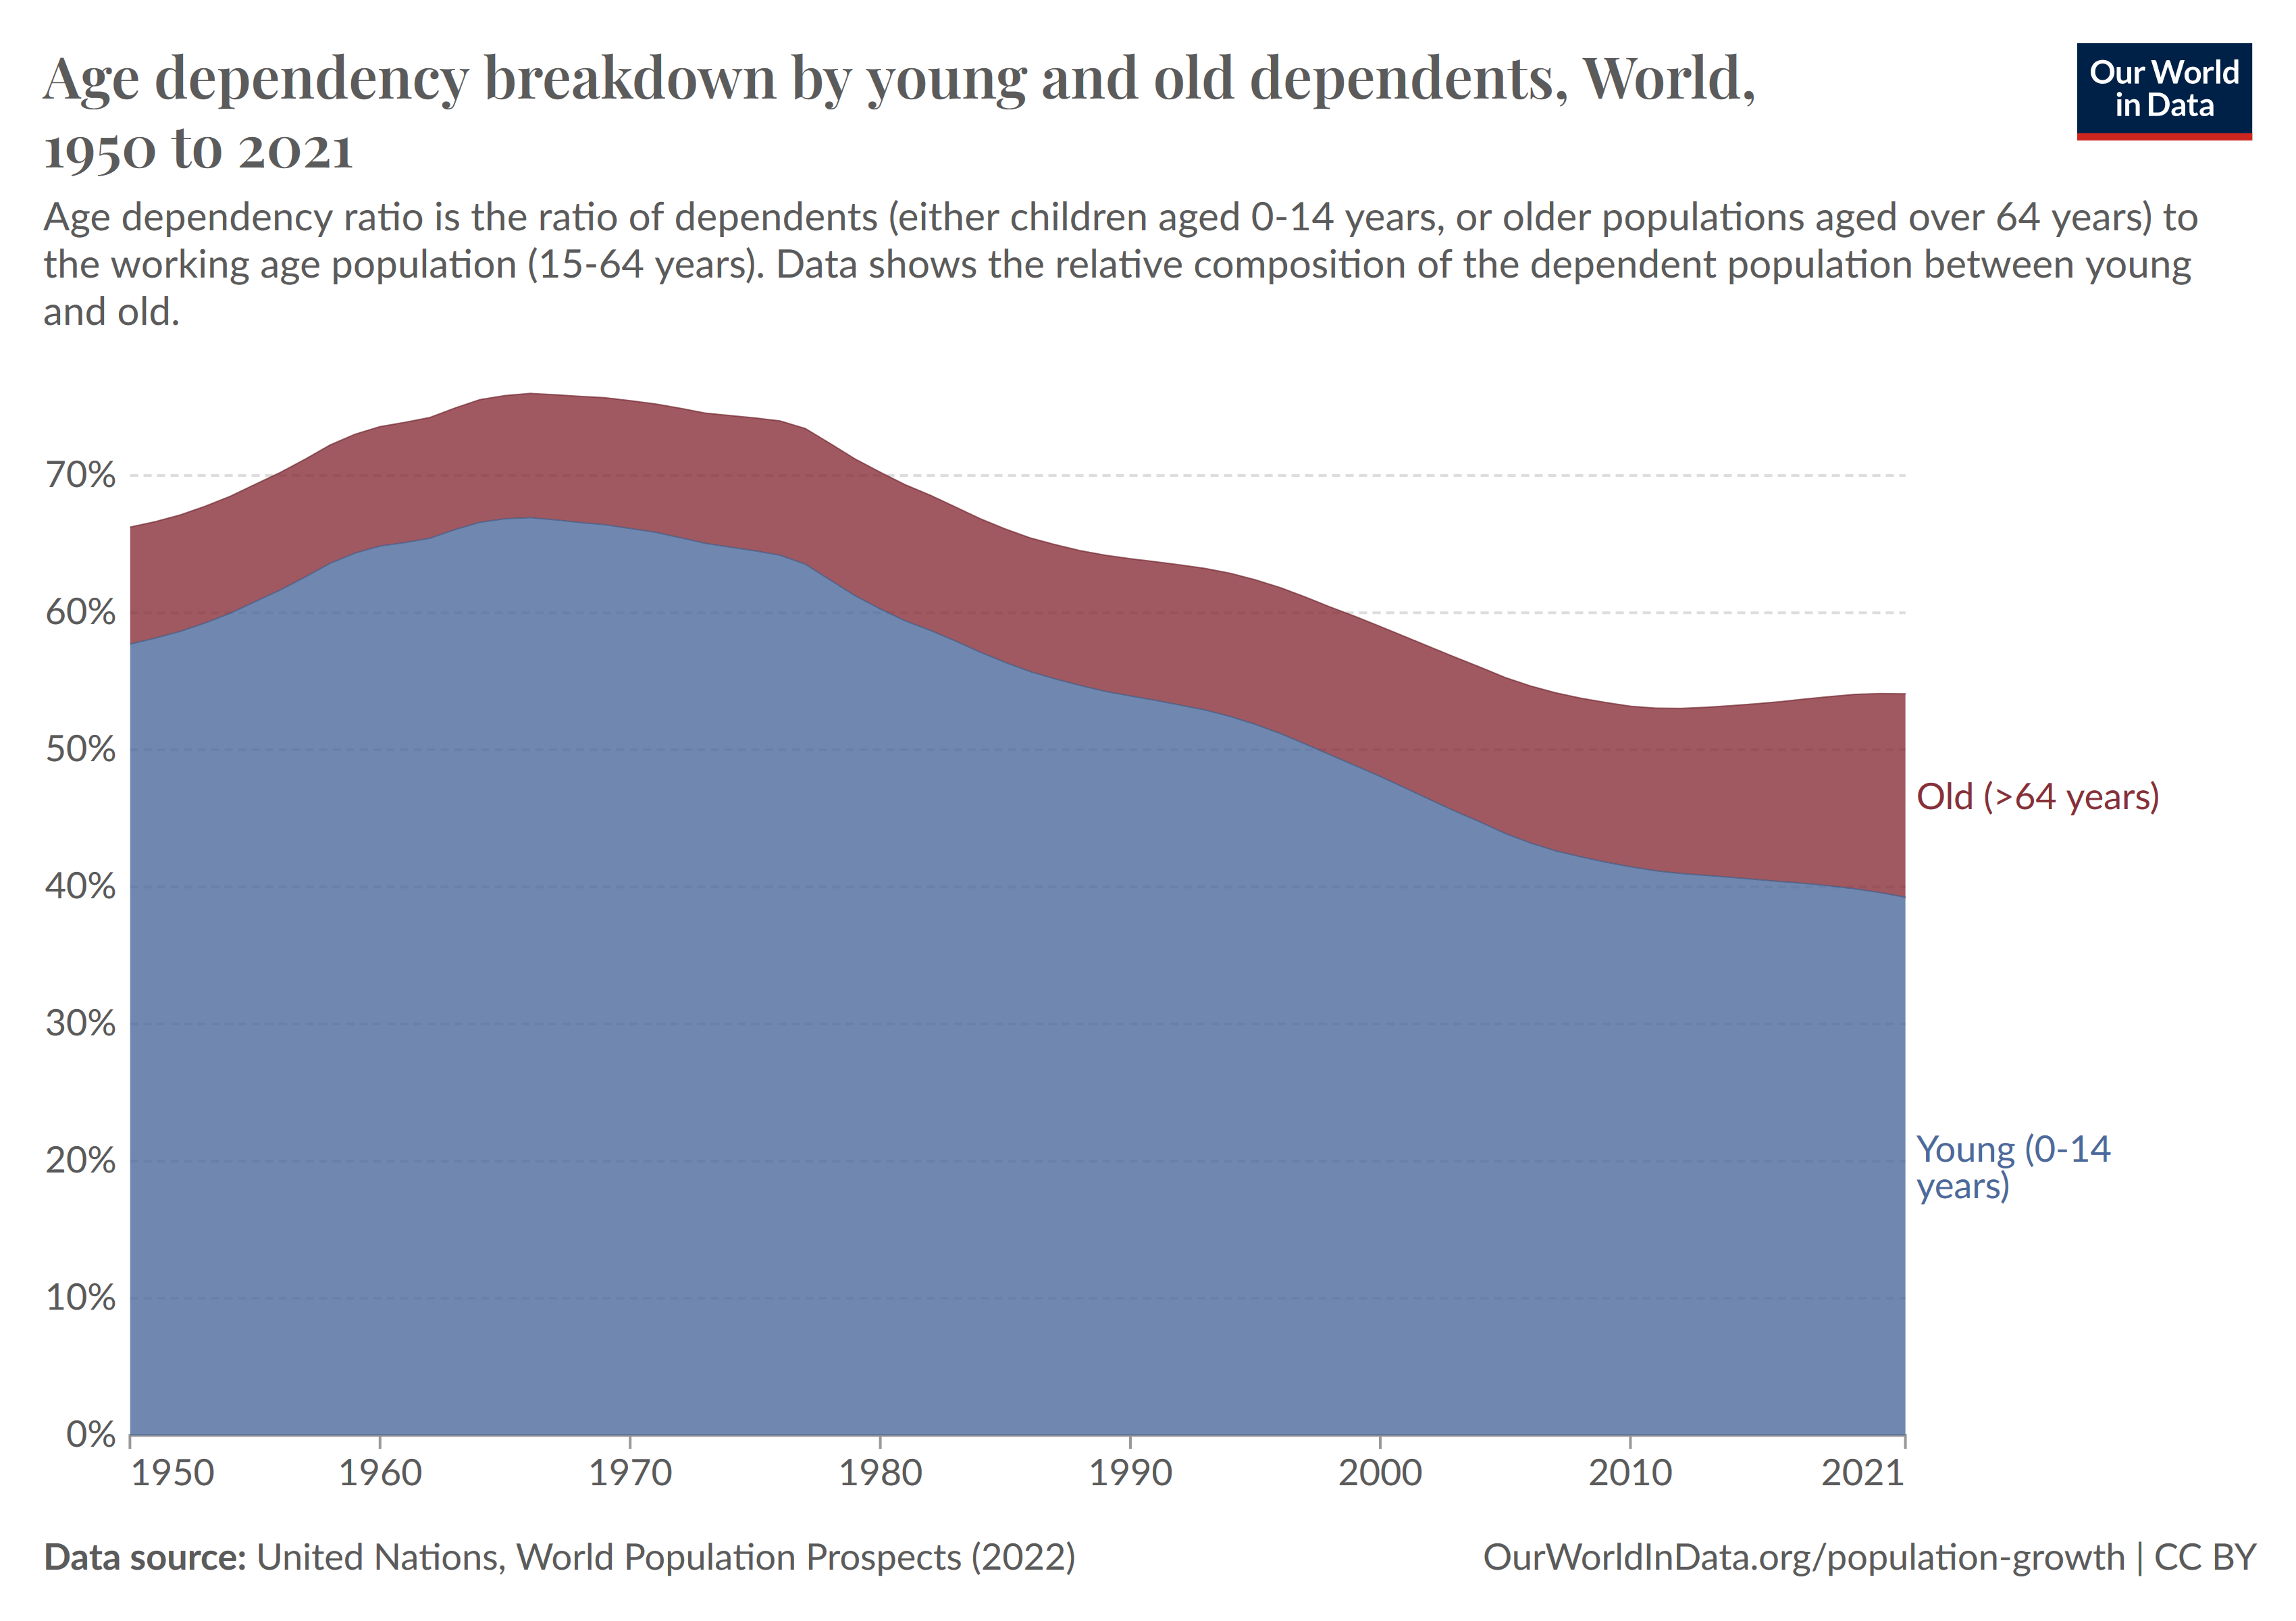 Age dependency breakdown by young and old dependents, World,
1950 to 2021
Our World
in Data
Age dependency ratio is the ratio of dependents (either children aged 0-14 years, or older populations aged over 64 years) to
the working age population (15-64 years). Data shows the relative composition of the dependent population between young
and old.
70%
60%
50%
40%
30%
20%
10%
0%
Old (>64 years)
Young (0-14
years)
1950 1960 1970 1980 1990 2000 2010 2021
Data source: United Nations, World Population Prospects (2022)
OurWorldInData.org/population-growth | CC BY